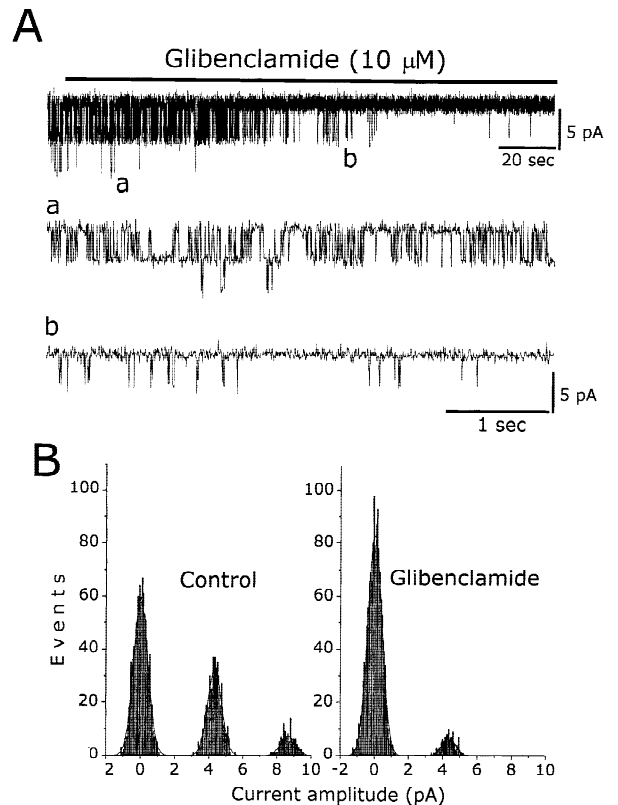 A
Glibenclamide (10 μM)
5 pA
20 sec
a
b
a
b
5 pA
1 sec
B
100
80
60
40
20
0
Events
Control
2 0 2 4 6 8 10
100
80
60
40
20
0
Glibenclamide
-2 0 2 4 6 8 10
Current amplitude (pA)